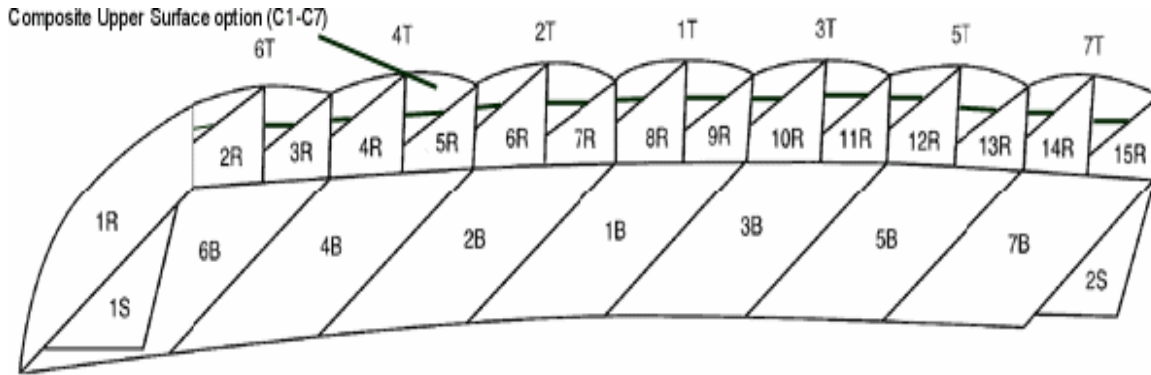 Composite Upper Surface option (C1-C7)
6T 4T 2T 1T 3T 5T 7T
2R 3R 4R 5R 6R 7R 8R 9R 10R 11R 12R 13R 14R 15R
1R 6B 4B 2B 1B 3B 5B 7B
1S 2S